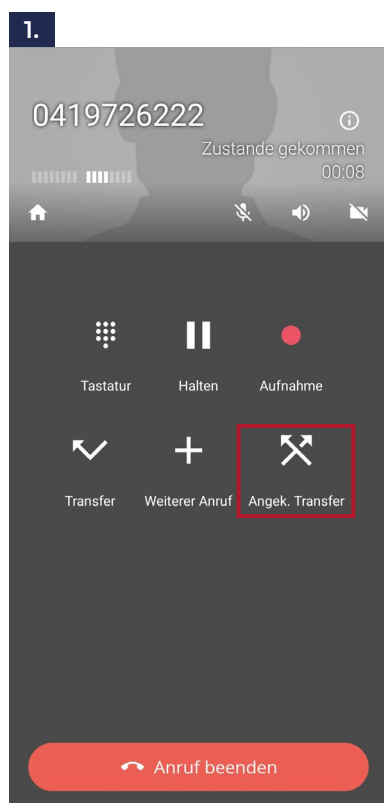 1.
0419726222
Zustande gekommen
00:08
Tastatur Halten Aufnahme
Transfer Weiterer Anruf Angek. Transfer
Anruf beenden